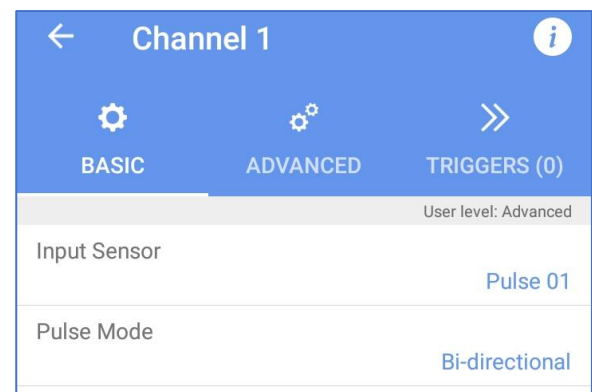 Channel 1
BASIC ADVANCED TRIGGERS (0)
User level: Advanced
Input Sensor
Pulse 01
Pulse Mode
Bi-directional